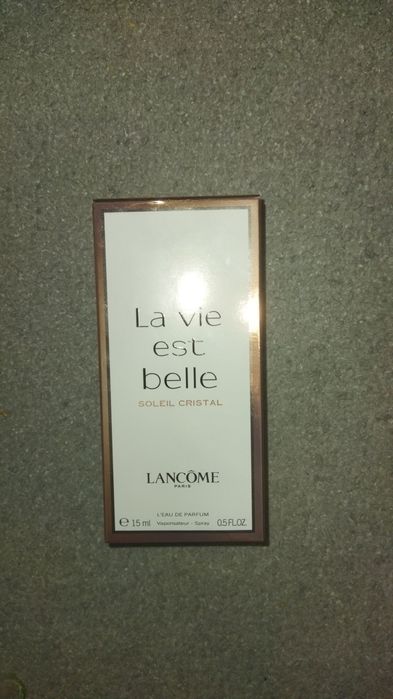 La vie
est
belle
SOLEIL CRISTAL
LANCÔME
PARIS
L'EAU DE PARFUM
℮ 15 ml Vaporisateur - Spray 0.5 FL.OZ.